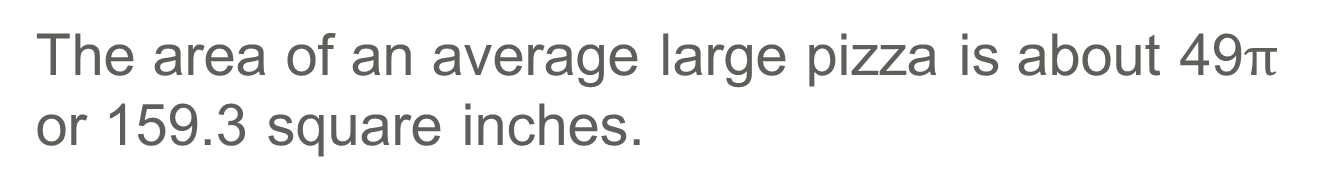 The area of an average large pizza is about 49π
or 159.3 square inches.